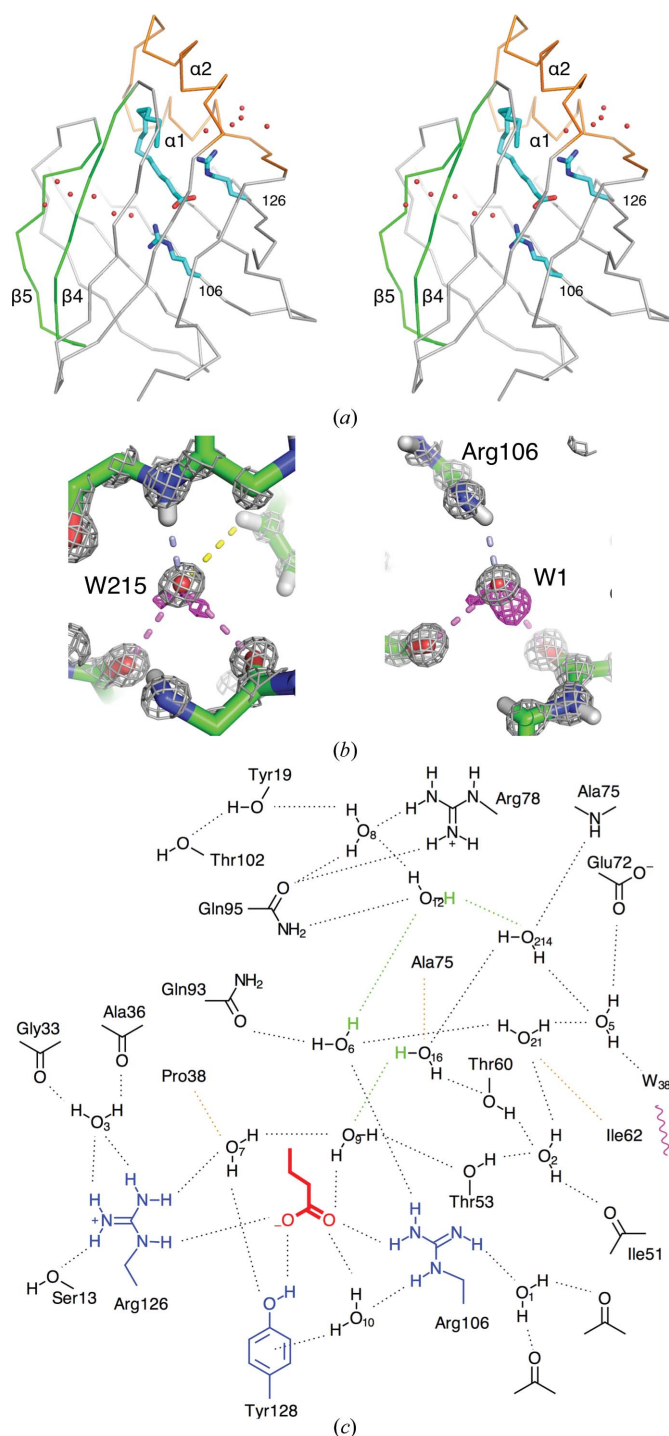 α2 α2
α1 α1
126 126
β5 β4 106 β5 β4 106
(a)
Arg106
W215 W1
(b)
Tyr19
H H
H-O H N Arg78 Ala75
H
O8 H N
H-O H N-H H
Thr102 + Glu72
H O-
O O12-H O
Gln95 NH2 H-O214
H
Ala75
Gln93 NH2 H
Gly33 Ala36 O H O5
H-O6 O21H H
O O H-O16
Pro38 H Thr60 W38
H H H-O
O3 O7-H O9-H O-H H Ile62
H H O2
H H Thr53 H
N-H O
H-N + -O O H-N N-H Ile51
H N-H H
H-O H N O1-H
Ser13 Arg126 O-H H H
O10 Arg106 O
H
O
Tyr128
(c)